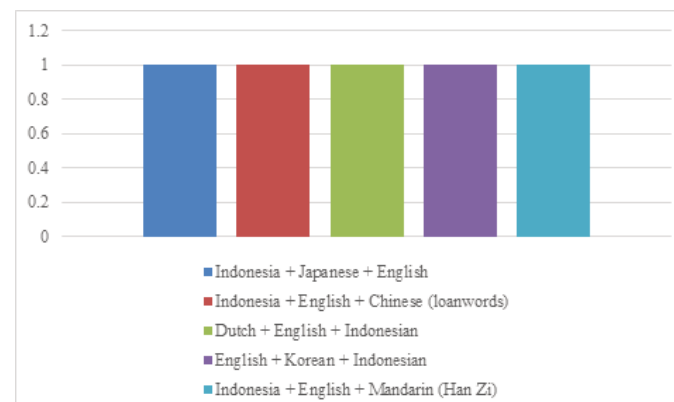 1.2
1
0.8
0.6
0.4
0.2
0
Indonesia + Japanese + English
Indonesia + English + Chinese (loanwords)
Dutch + English + Indonesian
English + Korean + Indonesian
Indonesia + English + Mandarin (Han Zi)